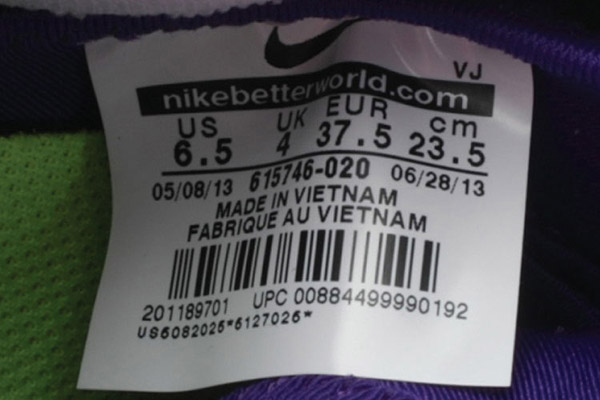 VJ
nikebetterworld.com
US UK EUR cm
6.5 4 37.5 23.5
05/08/13 615746-020 06/28/13
MADE IN VIETNAM
FABRIQUE AU VIETNAM
201189701 UPC 00884499990192
US6082026*6127026*